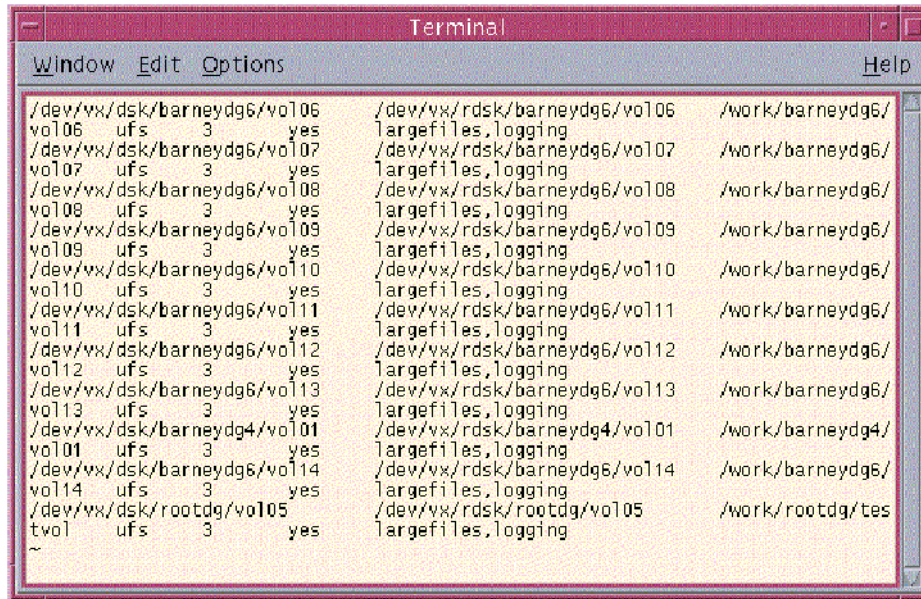 Terminal
Window Edit Options Help
/dev/vx/dsk/barneydg6/vol06 /dev/vx/rdsk/barneydg6/vol06 /work/barneydg6/
vol06 ufs 3 yes largefiles,logging
/dev/vx/dsk/barneydg6/vol07 /dev/vx/rdsk/barneydg6/vol07 /work/barneydg6/
vol07 ufs 3 yes largefiles,logging
/dev/vx/dsk/barneydg6/vol08 /dev/vx/rdsk/barneydg6/vol08 /work/barneydg6/
vol08 ufs 3 yes largefiles,logging
/dev/vx/dsk/barneydg6/vol09 /dev/vx/rdsk/barneydg6/vol09 /work/barneydg6/
vol09 ufs 3 yes largefiles,logging
/dev/vx/dsk/barneydg6/vol10 /dev/vx/rdsk/barneydg6/vol10 /work/barneydg6/
vol10 ufs 3 yes largefiles,logging
/dev/vx/dsk/barneydg6/vol11 /dev/vx/rdsk/barneydg6/vol11 /work/barneydg6/
vol11 ufs 3 yes largefiles,logging
/dev/vx/dsk/barneydg6/vol12 /dev/vx/rdsk/barneydg6/vol12 /work/barneydg6/
vol12 ufs 3 yes largefiles,logging
/dev/vx/dsk/barneydg6/vol13 /dev/vx/rdsk/barneydg6/vol13 /work/barneydg6/
vol13 ufs 3 yes largefiles,logging
/dev/vx/dsk/barneydg4/vol01 /dev/vx/rdsk/barneydg4/vol01 /work/barneydg4/
vol01 ufs 3 yes largefiles,logging
/dev/vx/dsk/barneydg6/vol14 /dev/vx/rdsk/barneydg6/vol14 /work/barneydg6/
vol14 ufs 3 yes largefiles,logging
/dev/vx/dsk/rootdg/vol05 /dev/vx/rdsk/rootdg/vol05 /work/rootdg/tes
tvol ufs 3 yes largefiles,logging
~